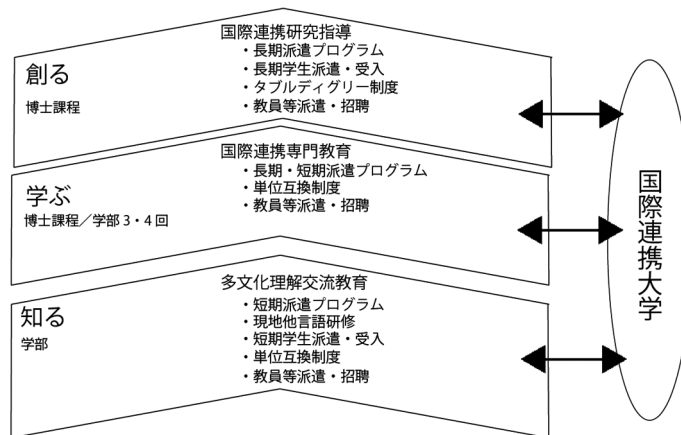 創る
博士課程
国際連携研究指導
・長期派遣プログラム
・長期学生派遣・受入
・タブルディグリー制度
・教員等派遣・招聘
学ぶ
博士課程／学部3・4回
国際連携専門教育
・長期・短期派遣プログラム
・単位互換制度
・教員等派遣・招聘
知る
学部
多文化理解交流教育
・短期派遣プログラム
・現地他言語研修
・短期学生派遣・受入
・単位互換制度
・教員等派遣・招聘
国際連携大学